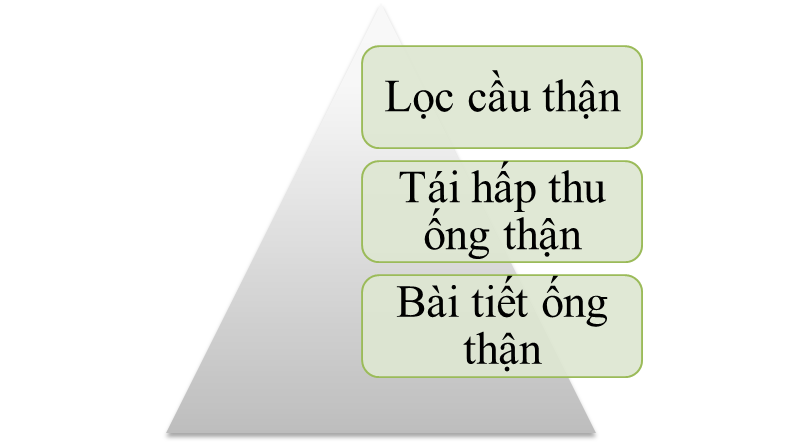 Lọc cầu thận
Tái hấp thu
ống thận
Bài tiết ống
thận